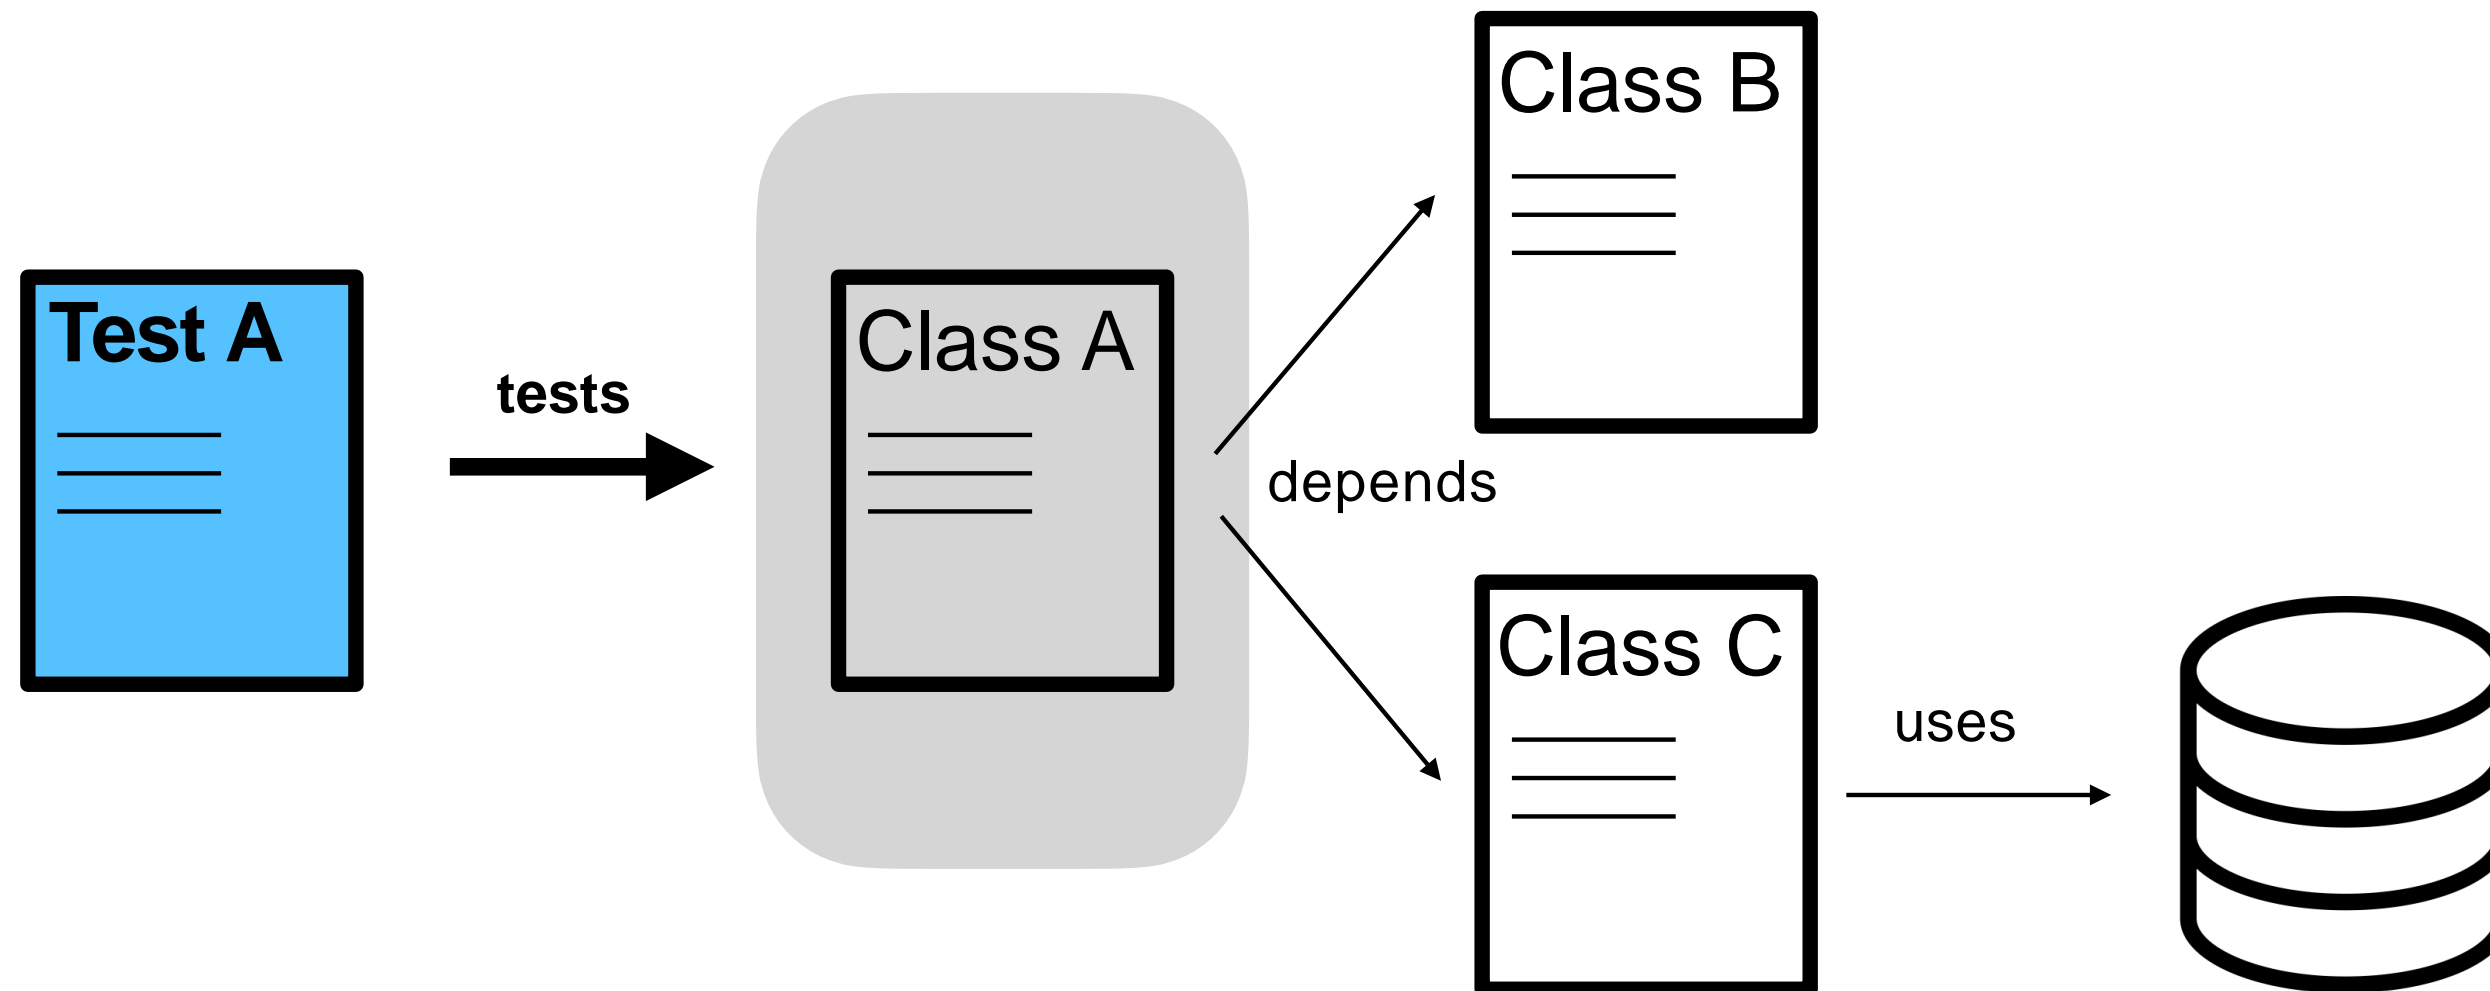 Test A
tests
Class A
depends
Class B
Class C
uses